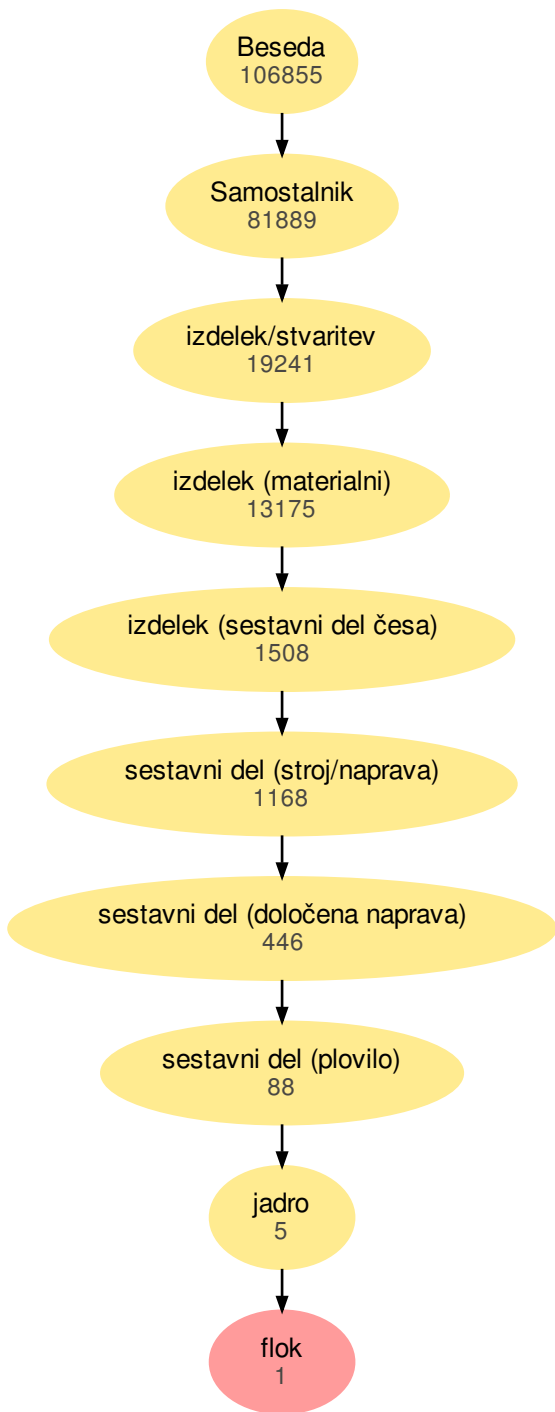 Beseda
106855
Samostalnik
81889
izdelek/stvaritev
19241
izdelek (materialni)
13175
izdelek (sestavni del česa)
1508
sestavni del (stroj/naprava)
1168
sestavni del (določena naprava)
446
sestavni del (plovilo)
88
jadro
5
flok
1